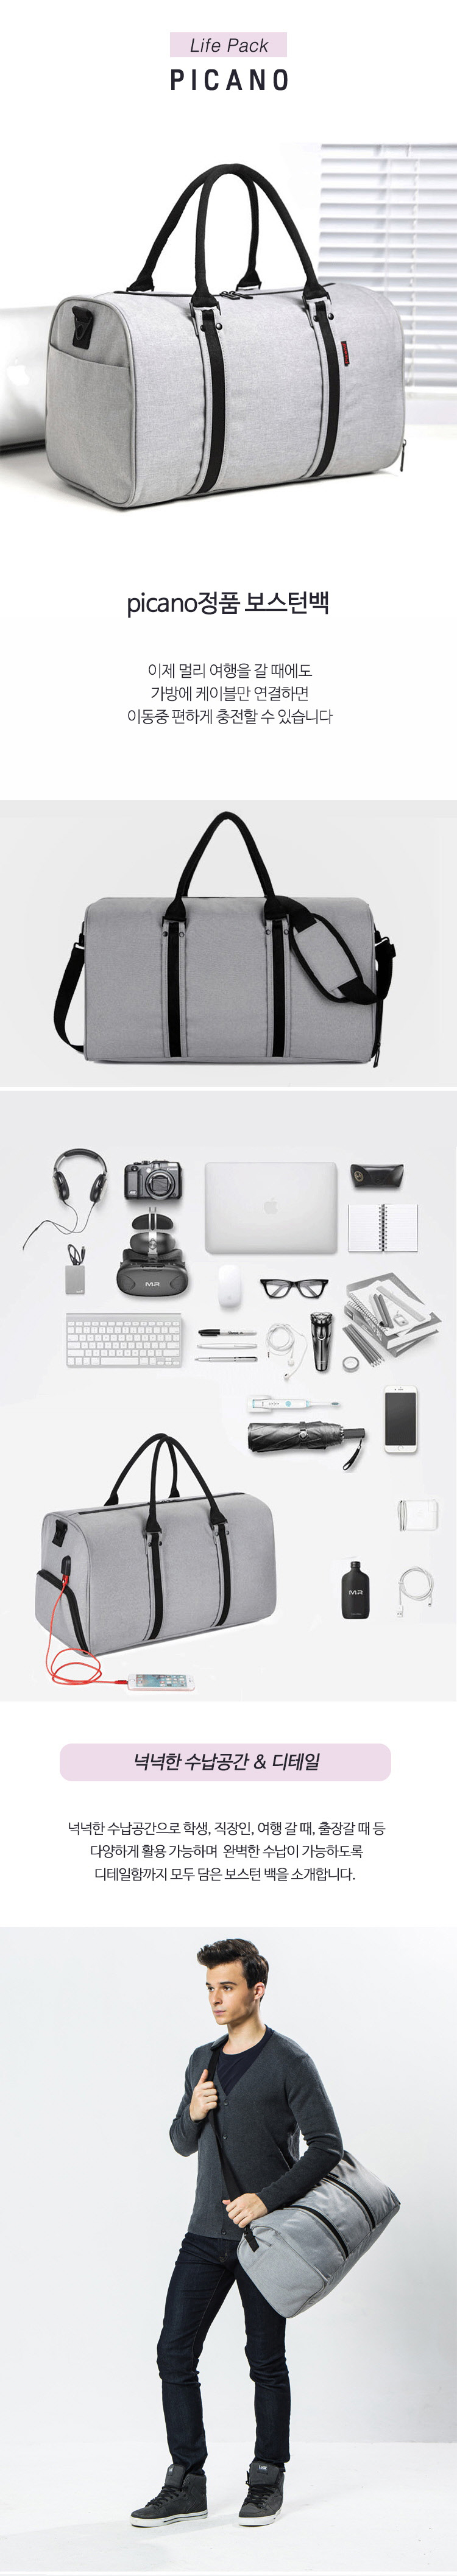 Life Pack
PICANO
picano정품 보스턴백
이제 멀리 여행을 갈 때에도
가방에 케이블만 연결하면
이동중 편하게 충전할 수 있습니다
MR
MR
넉넉한 수납공간 & 디테일
넉넉한 수납공간으로 학생, 직장인, 여행 갈 때, 출장갈 때 등
다양하게 활용 가능하며 완벽한 수납이 가능하도록
디테일함까지 모두 담은 보스턴 백을 소개합니다.